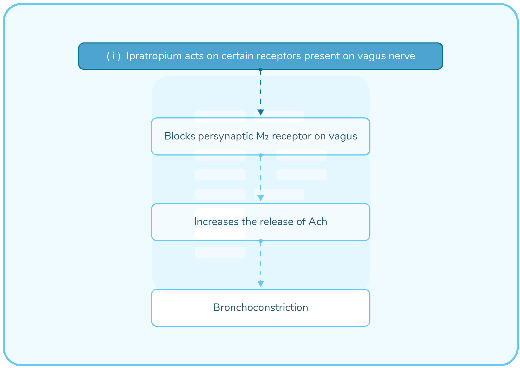 ( i ) Ipratropium acts on certain receptors present on vagus nerve
Blocks persynaptic M₂ receptor on vagus
Increases the release of Ach
Bronchoconstriction